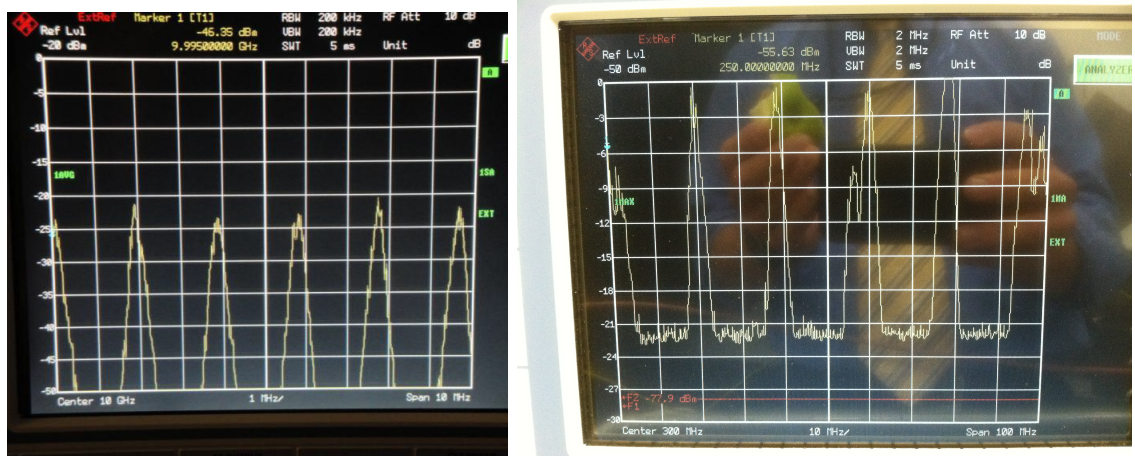 ExtRef Marker 1 [T1] RBW 200 kHz RF Att 10 dB
Ref Lvl -46.35 dBm VBW 200 kHz
-20 dBm 9.99500000 GHz SWT 5 ms Unit dB
0
A
-5
-10
-15
1AVG 1SA
-20
EXT
-25
-30
-35
-40
-45
-50
Center 10 GHz 1 MHz/ Span 10 MHz
ExtRef Marker 1 [T1] RBW 2 MHz RF Att 10 dB MODE
Ref Lvl -55.63 dBm VBW 2 MHz
-50 dBm 250.00000000 MHz SWT 5 ms Unit dB ANALYZER
0
A
-3
-6
-9
1MAX 1MA
-12
EXT
-15
-18
-21
-24
-27
F2 -77.9 dBm
F1
-30
Center 300 MHz 10 MHz/ Span 100 MHz